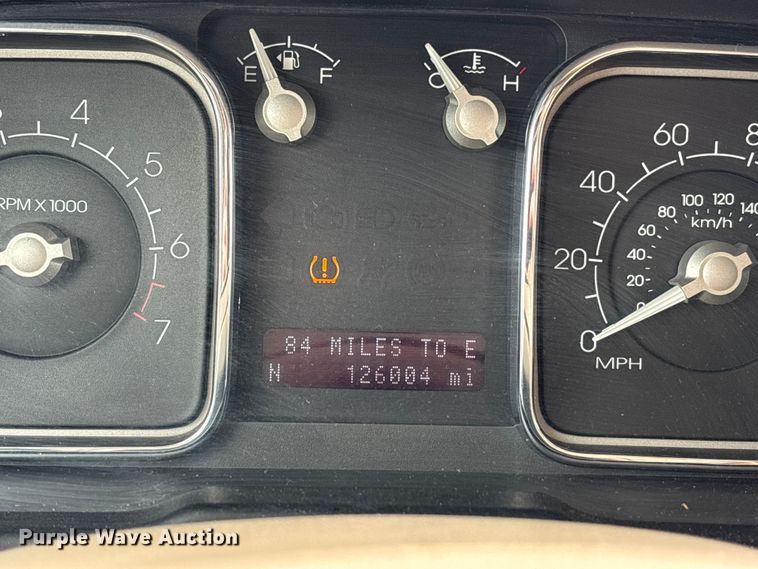 E F
C H
4
5
6
7
RPM X 1000
0 20 40 60
0 20 40 60 80 100 120 140
km/h
MPH
84 MILES TO E
N 126004 mi
Purple Wave Auction